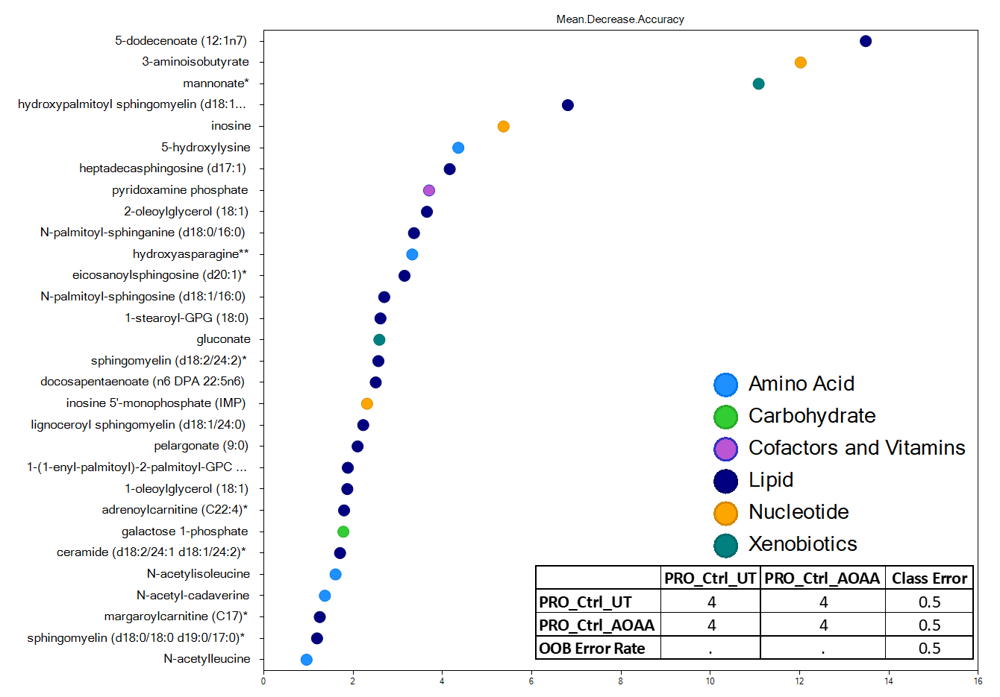 Mean.Decrease.Accuracy
5-dodecenoate (12:1n7)
3-aminoisobutyrate
mannonate*
hydroxypalmitoyl sphingomyelin (d18:1...
inosine
5-hydroxylysine
heptadecasphingosine (d17:1)
pyridoxamine phosphate
2-oleoylglycerol (18:1)
N-palmitoyl-sphinganine (d18:0/16:0)
hydroxyasparagine**
eicosanoylsphingosine (d20:1)*
N-palmitoyl-sphingosine (d18:1/16:0)
1-stearoyl-GPG (18:0)
gluconate
sphingomyelin (d18:2/24:2)*
docosapentaenoate (n6 DPA 22:5n6)
inosine 5'-monophosphate (IMP)
lignoceroyl sphingomyelin (d18:1/24:0)
pelargonate (9:0)
1-(1-enyl-palmitoyl)-2-palmitoyl-GPC ...
1-oleoylglycerol (18:1)
adrenoylcarnitine (C22:4)*
galactose 1-phosphate
ceramide (d18:2/24:1 d18:1/24:2)*
N-acetylisoleucine
N-acetyl-cadaverine
margaroylcarnitine (C17)*
sphingomyelin (d18:0/18:0 d19:0/17:0)*
N-acetylleucine
Amino Acid
Carbohydrate
Cofactors and Vitamins
Lipid
Nucleotide
Xenobiotics
PRO_Ctrl_UT PRO_Ctrl_AOAA Class Error
PRO_Ctrl_UT 4 4 0.5
PRO_Ctrl_AOAA 4 4 0.5
OOB Error Rate . . 0.5
0 2 4 6 8 10 12 14 16